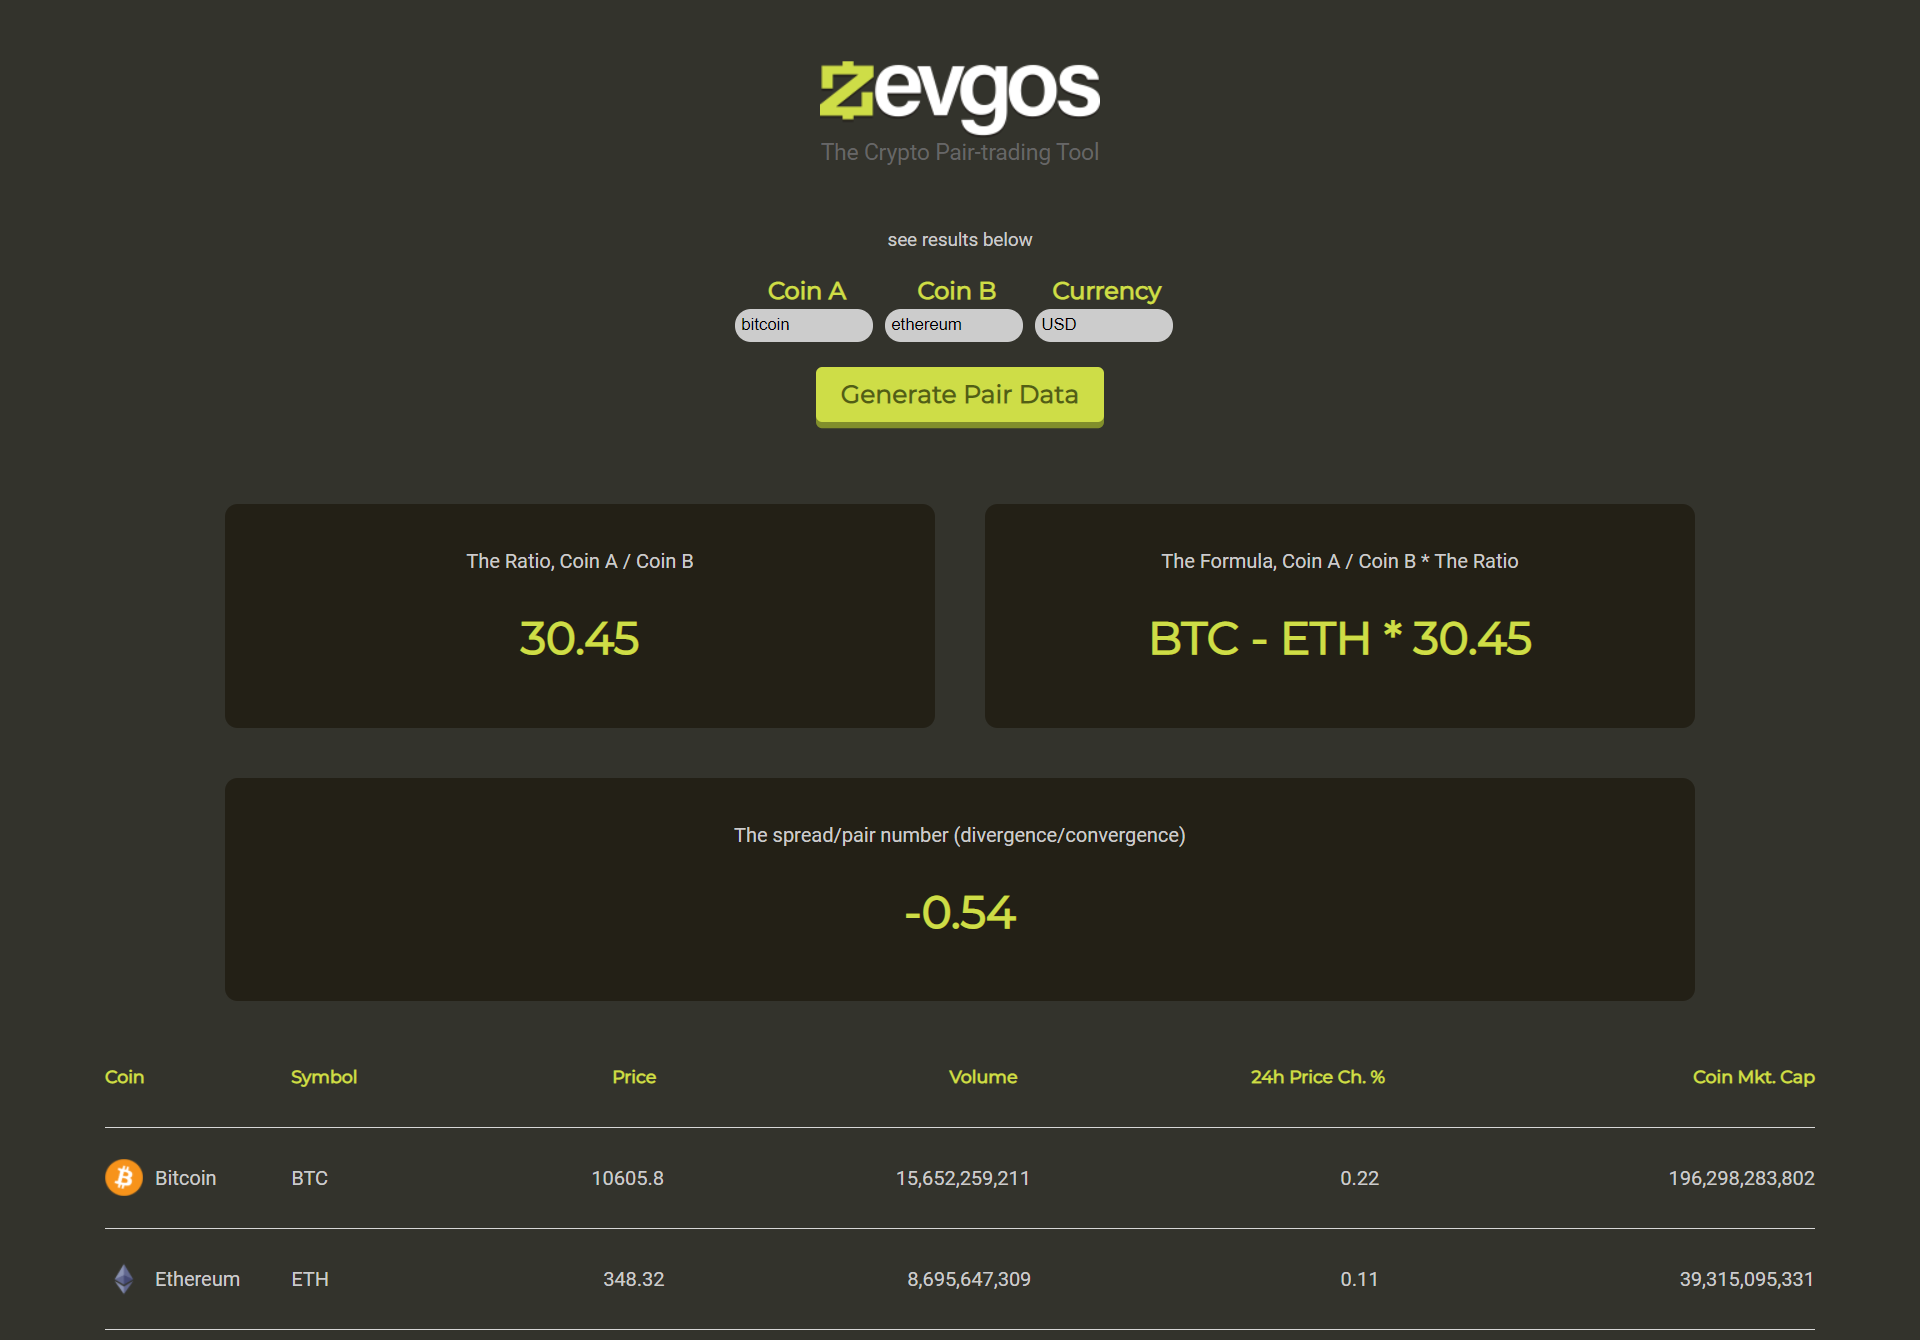 zevgos
The Crypto Pair-trading Tool
see results below
Coin A Coin B Currency
bitcoin ethereum USD
Generate Pair Data
The Ratio, Coin A / Coin B
30.45
The Formula, Coin A / Coin B * The Ratio
BTC - ETH * 30.45
The spread/pair number (divergence/convergence)
-0.54
Coin Symbol Price Volume 24h Price Ch. % Coin Mkt. Cap
Bitcoin BTC 10605.8 15,652,259,211 0.22 196,298,283,802
Ethereum ETH 348.32 8,695,647,309 0.11 39,315,095,331